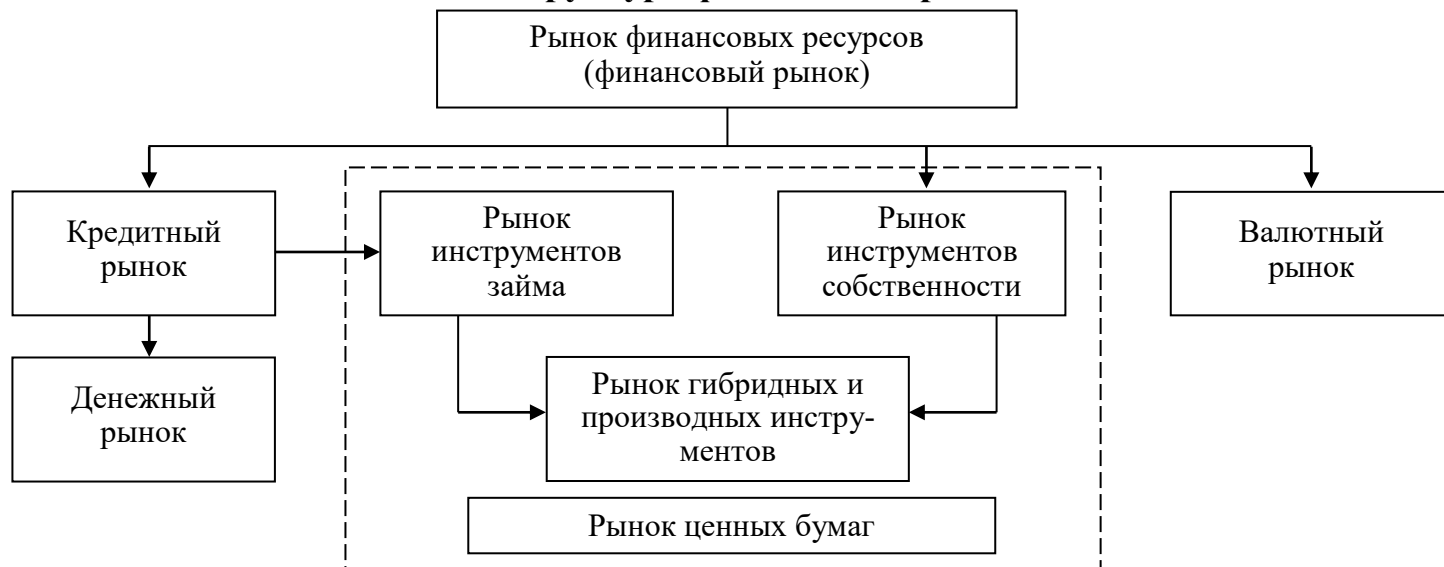 Рынок финансовых ресурсов
(финансовый рынок)
Кредитный
рынок
Рынок
инструментов
займа
Рынок
инструментов
собственности
Валютный
рынок
Денежный
рынок
Рынок гибридных и
производных инстру-
ментов
Рынок ценных бумаг